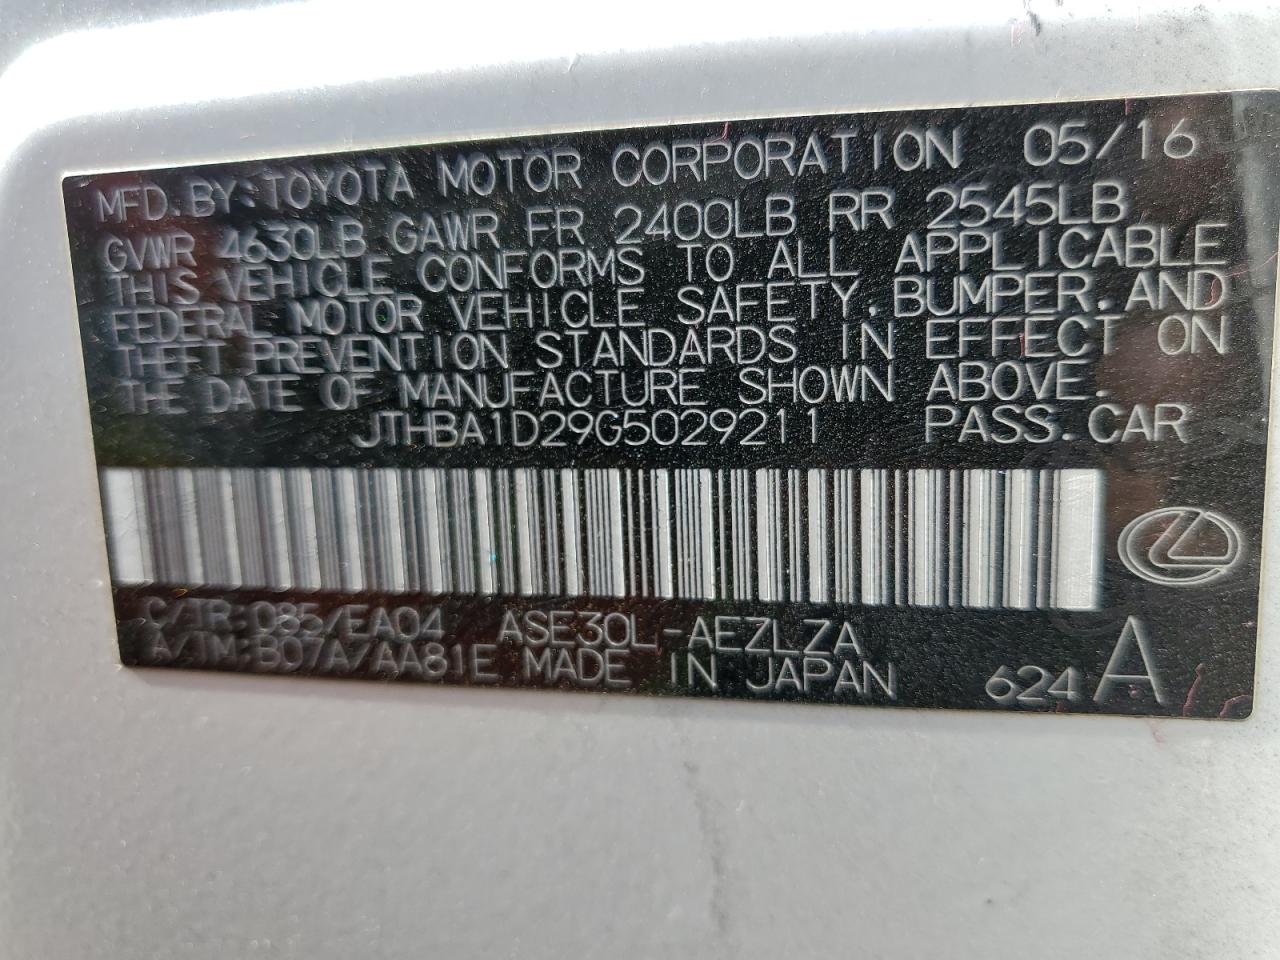 MFD. BY: TOYOTA MOTOR CORPORATION 05/16
GVWR 4630LB GAWR FR 2400LB RR 2545LB
THIS VEHICLE CONFORMS TO ALL APPLICABLE
FEDERAL MOTOR VEHICLE SAFETY, BUMPER, AND
THEFT PREVENTION STANDARDS IN EFFECT ON
THE DATE OF MANUFACTURE SHOWN ABOVE.
JTHBA1D29G5029211 PASS. CAR
C/TR: 085/EA04 ASE30L-AEZLZA
A/TM: B07A/AA81E MADE IN JAPAN 624 A